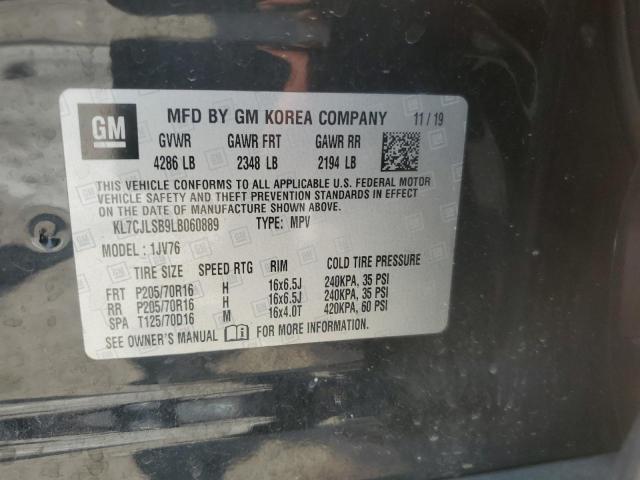 GM MFD BY GM KOREA COMPANY 11 / 19
GVWR GAWR FRT GAWR RR
4286 LB 2348 LB 2194 LB
THIS VEHICLE CONFORMS TO ALL APPLICABLE U.S. FEDERAL MOTOR
VEHICLE SAFETY AND THEFT PREVENTION STANDARDS IN EFFECT ON
THE DATE OF MANUFACTURE SHOWN ABOVE.
KL7CJLSB9LB060889 TYPE: MPV
MODEL : 1JV76
TIRE SIZE SPEED RTG RIM COLD TIRE PRESSURE
FRT P205/70R16 H 16x6.5J 240KPA, 35 PSI
RR P205/70R16 H 16x6.5J 240KPA, 35 PSI
SPA T125/70D16 M 16x4.0T 420KPA, 60 PSI
SEE OWNER'S MANUAL FOR MORE INFORMATION